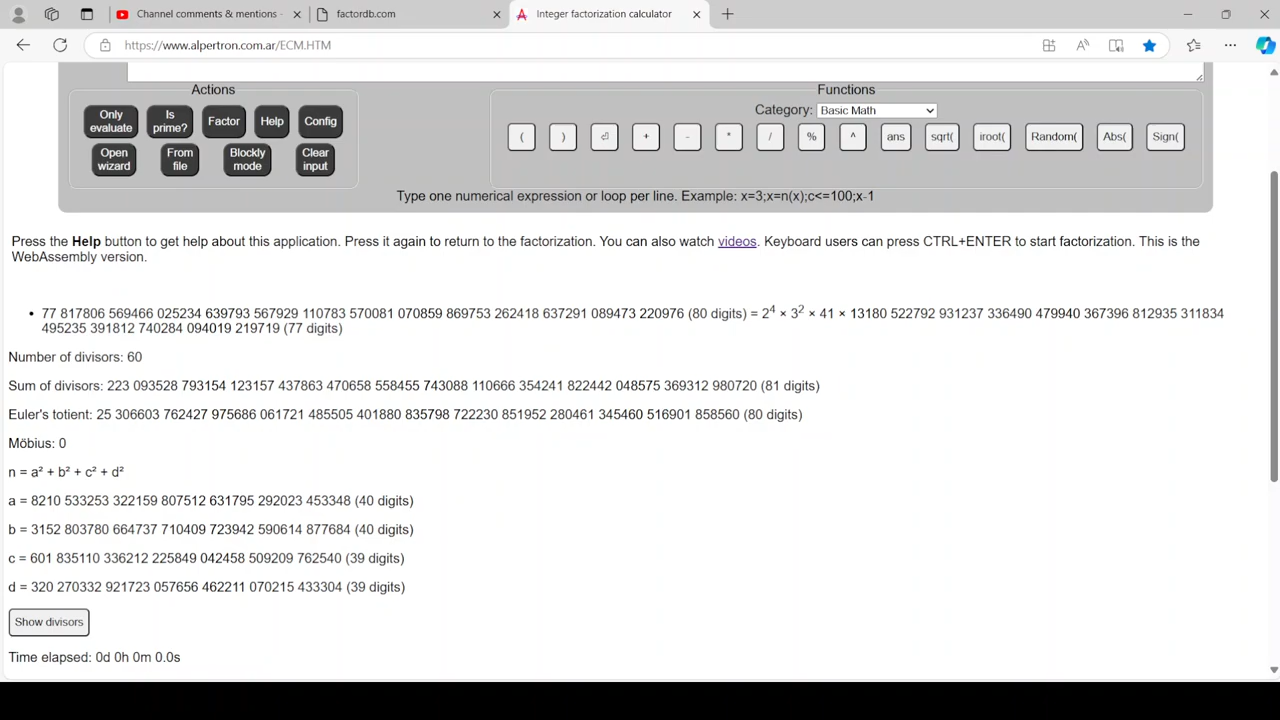 Channel comments & mentions -
factordb.com
Integer factorization calculator
https://www.alpertron.com.ar/ECM.HTM
Actions
Functions
Only evaluate
Is prime?
Factor
Help
Config
Category: Basic Math
( ) ⏎ + - * / % ^ ans sqrt( iroot( Random( Abs( Sign(
Open wizard
From file
Blockly mode
Clear input
Type one numerical expression or loop per line. Example: x=3;x=n(x);c<=100;x-1
Press the Help button to get help about this application. Press it again to return to the factorization. You can also watch videos. Keyboard users can press CTRL+ENTER to start factorization. This is the
WebAssembly version.
• 77 817806 569466 025234 639793 567929 110783 570081 070859 869753 262418 637291 089473 220976 (80 digits) = 2⁴ × 3² × 41 × 13180 522792 931237 336490 479940 367396 812935 311834
495235 391812 740284 094019 219719 (77 digits)
Number of divisors: 60
Sum of divisors: 223 093528 793154 123157 437863 470658 558455 743088 110666 354241 822442 048575 369312 980720 (81 digits)
Euler's totient: 25 306603 762427 975686 061721 485505 401880 835798 722230 851952 280461 345460 516901 858560 (80 digits)
Möbius: 0
n = a² + b² + c² + d²
a = 8210 533253 322159 807512 631795 292023 453348 (40 digits)
b = 3152 803780 664737 710409 723942 590614 877684 (40 digits)
c = 601 835110 336212 225849 042458 509209 762540 (39 digits)
d = 320 270332 921723 057656 462211 070215 433304 (39 digits)
Show divisors
Time elapsed: 0d 0h 0m 0.0s